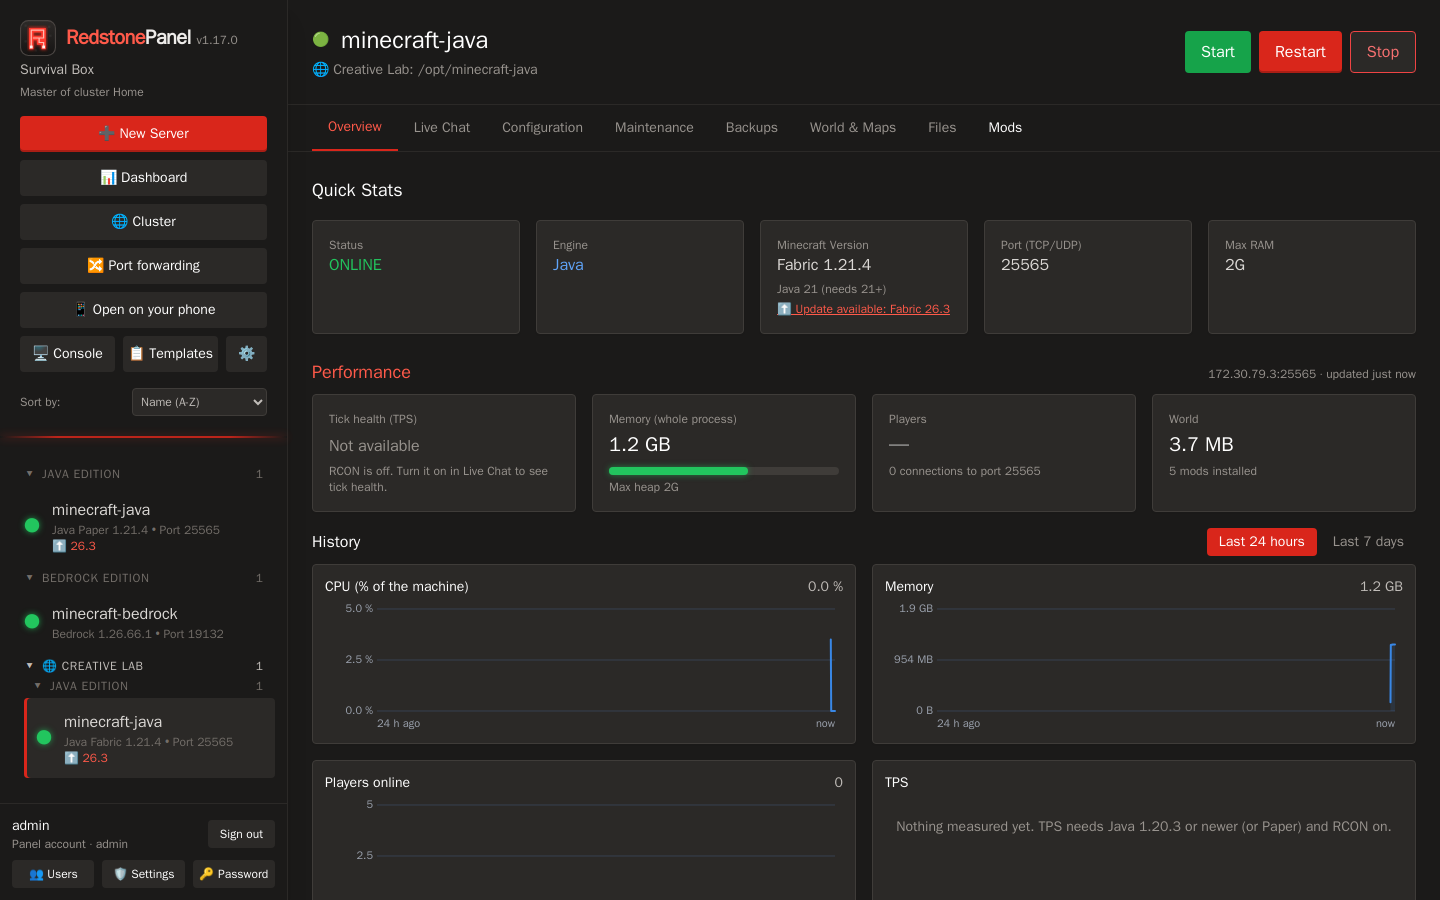 RedstonePanel v1.17.0
Survival Box
Master of cluster Home
➕ New Server
📊 Dashboard
🌐 Cluster
🔀 Port forwarding
📱 Open on your phone
🖥️ Console
📋 Templates
⚙️
Sort by:
Name (A-Z)
▼ JAVA EDITION 1
minecraft-java
Java Paper 1.21.4 • Port 25565
⬆️ 26.3
▼ BEDROCK EDITION 1
minecraft-bedrock
Bedrock 1.26.66.1 • Port 19132
▼ 🌐 CREATIVE LAB 1
▼ JAVA EDITION 1
minecraft-java
Java Fabric 1.21.4 • Port 25565
⬆️ 26.3
admin
Panel account · admin
Sign out
👥 Users
🛡️ Settings
🔑 Password
minecraft-java
🌐 Creative Lab: /opt/minecraft-java
Start
Restart
Stop
Overview
Live Chat
Configuration
Maintenance
Backups
World & Maps
Files
Mods
Quick Stats
Status
ONLINE
Engine
Java
Minecraft Version
Fabric 1.21.4
Java 21 (needs 21+)
⬆️ Update available: Fabric 26.3
Port (TCP/UDP)
25565
Max RAM
2G
Performance
172.30.79.3:25565 · updated just now
Tick health (TPS)
Not available
RCON is off. Turn it on in Live Chat to see
tick health.
Memory (whole process)
1.2 GB
Max heap 2G
Players
—
0 connections to port 25565
World
3.7 MB
5 mods installed
History
Last 24 hours
Last 7 days
CPU (% of the machine) 0.0 %
5.0 %
2.5 %
0.0 %
24 h ago
now
Memory 1.2 GB
1.9 GB
954 MB
0 B
24 h ago
now
Players online 0
5
2.5
TPS
Nothing measured yet. TPS needs Java 1.20.3 or newer (or Paper) and RCON on.